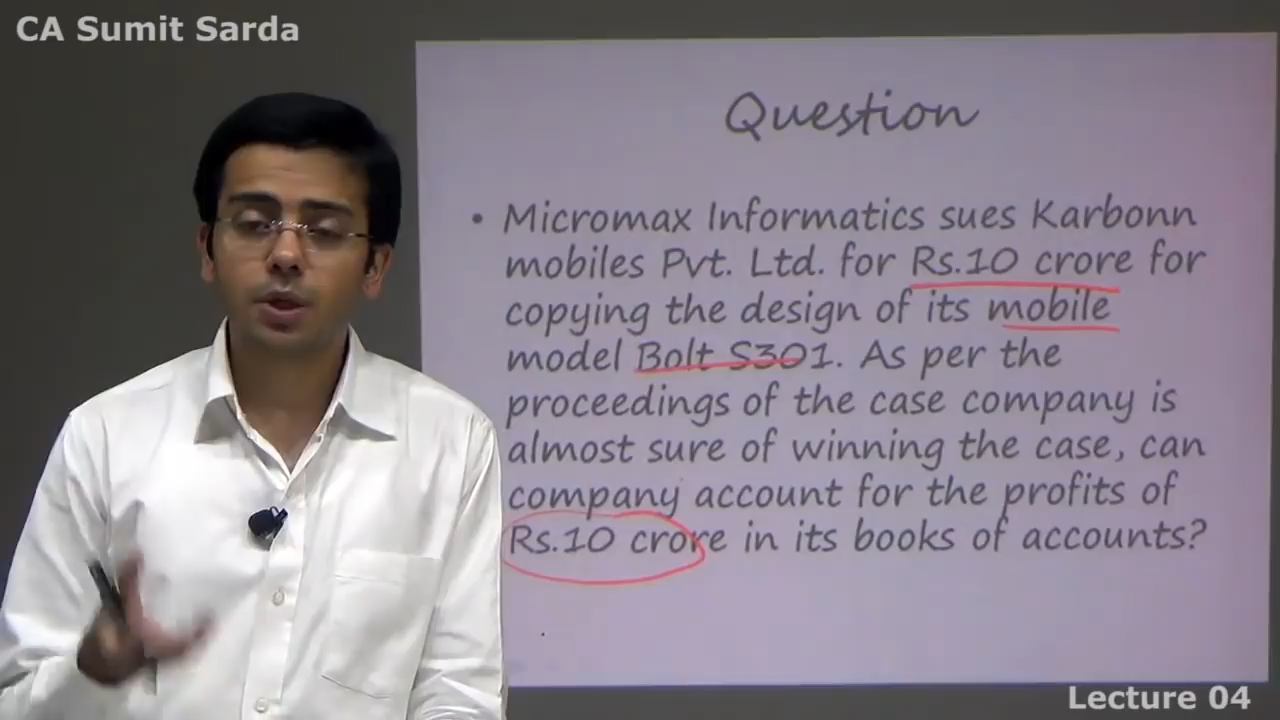 CA Sumit Sarda
Question
• Micromax Informatics sues Karbonn
mobiles Pvt. Ltd. for Rs.10 crore for
copying the design of its mobile
model Bolt S301. As per the
proceedings of the case company is
almost sure of winning the case, can
company account for the profits of
Rs.10 crore in its books of accounts?
Lecture 04